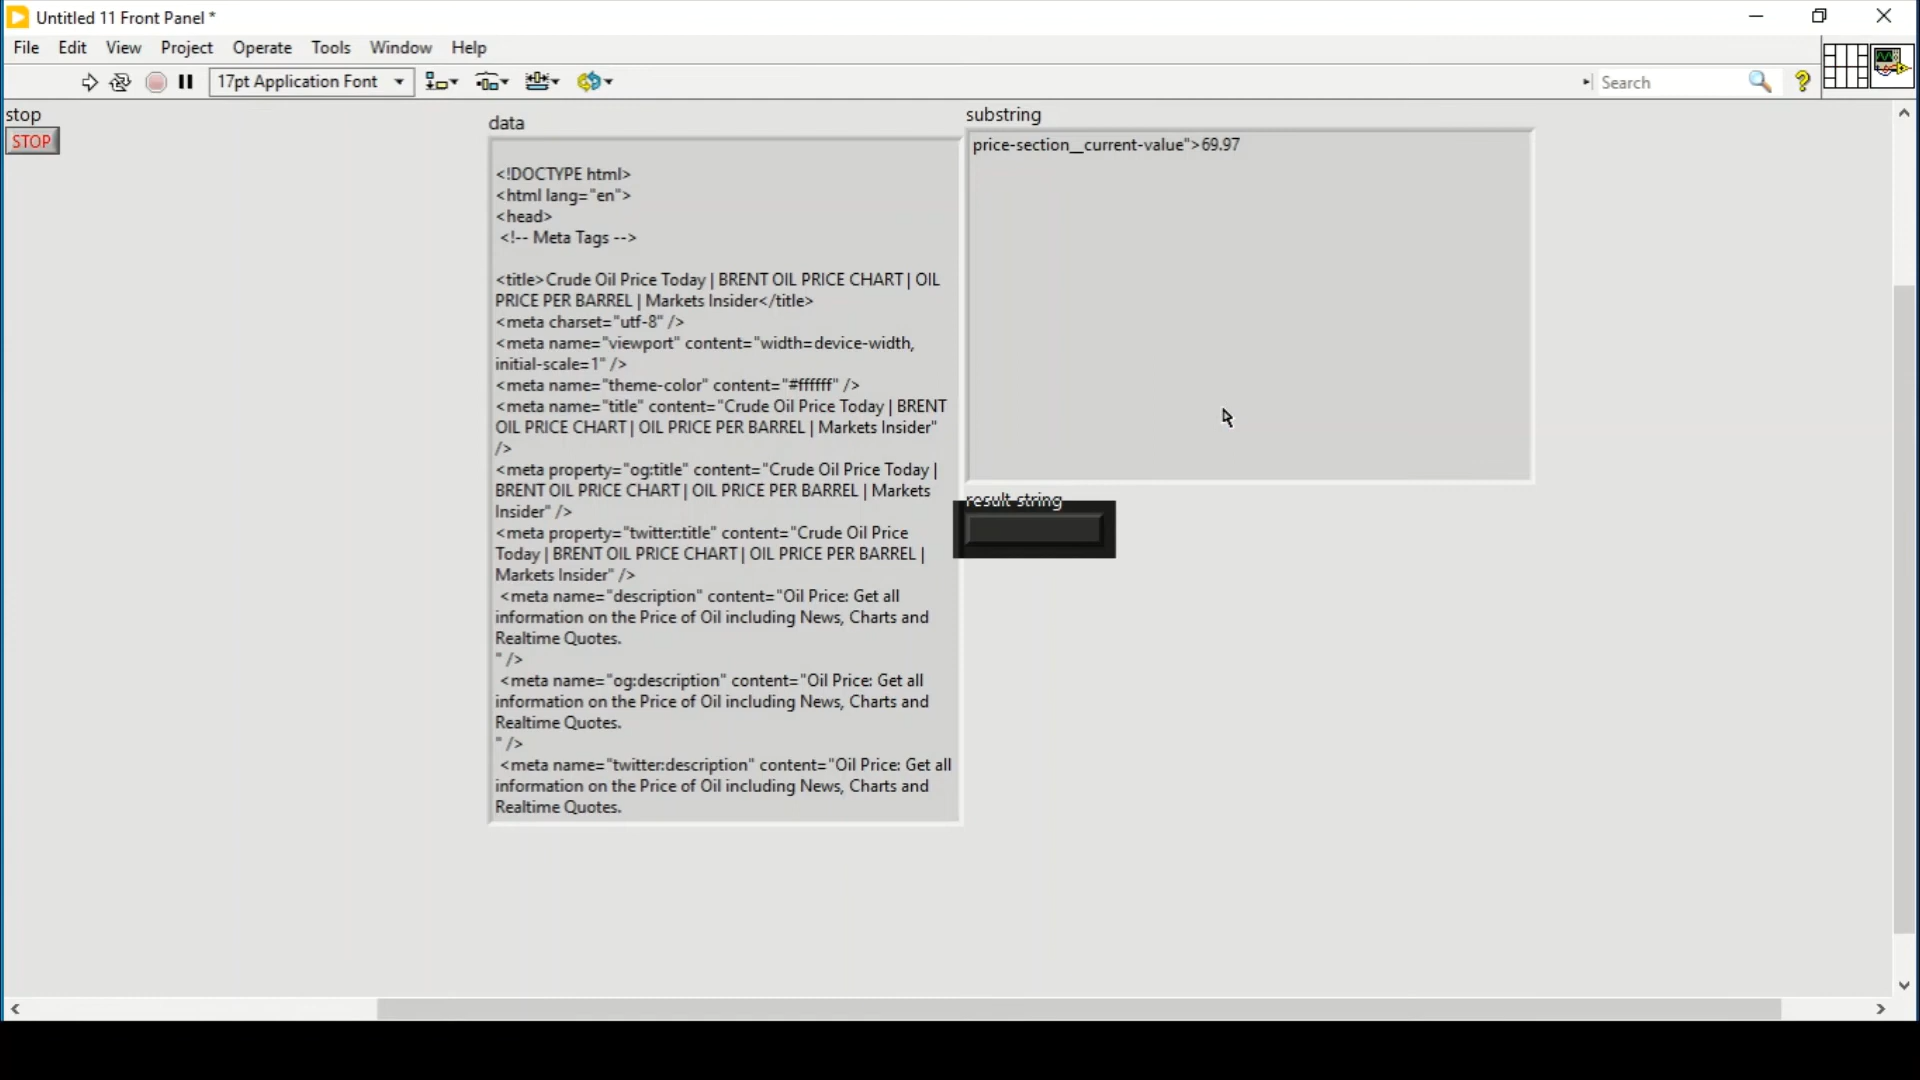 Untitled 11 Front Panel *
File Edit View Project Operate Tools Window Help
17pt Application Font
Search
?
stop
STOP
data
<!DOCTYPE html>
<html lang="en">
<head>
<!-- Meta Tags -->
<title>Crude Oil Price Today | BRENT OIL PRICE CHART | OIL
PRICE PER BARREL | Markets Insider</title>
<meta charset="utf-8" />
<meta name="viewport" content="width=device-width,
initial-scale=1" />
<meta name="theme-color" content="#ffffff" />
<meta name="title" content="Crude Oil Price Today | BRENT
OIL PRICE CHART | OIL PRICE PER BARREL | Markets Insider"
/>
<meta property="og:title" content="Crude Oil Price Today |
BRENT OIL PRICE CHART | OIL PRICE PER BARREL | Markets
Insider" />
<meta property="twitter:title" content="Crude Oil Price
Today | BRENT OIL PRICE CHART | OIL PRICE PER BARREL |
Markets Insider" />
<meta name="description" content="Oil Price: Get all
information on the Price of Oil including News, Charts and
Realtime Quotes.
" />
<meta name="og:description" content="Oil Price: Get all
information on the Price of Oil including News, Charts and
Realtime Quotes.
" />
<meta name="twitter:description" content="Oil Price: Get all
information on the Price of Oil including News, Charts and
Realtime Quotes.
substring
price-section__current-value">69.97
result string